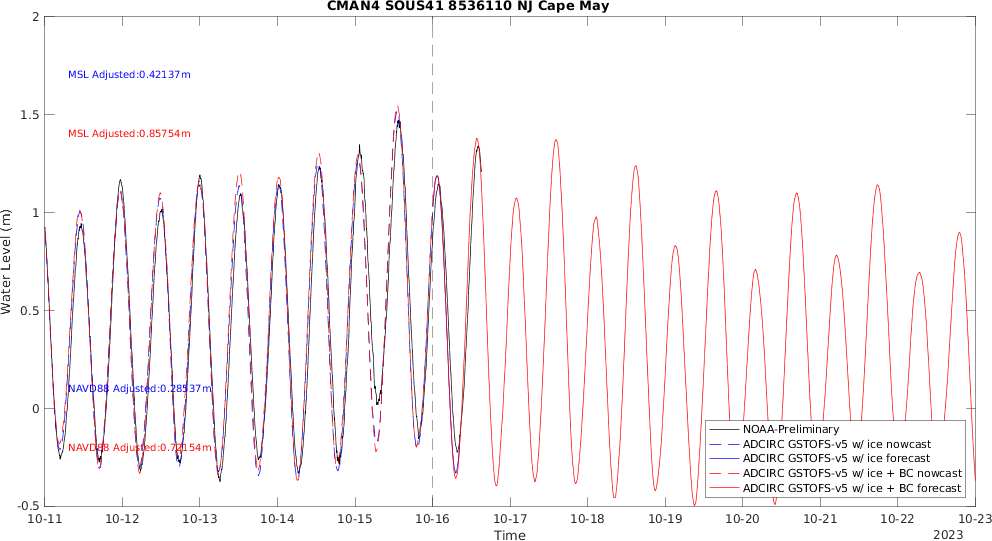 CMAN4 SOUS41 8536110 NJ Cape May
2
1.5
1
0.5
0
-0.5
Water Level (m)
MSL Adjusted:0.42137m
MSL Adjusted:0.85754m
NAVD88 Adjusted:0.28537m
NAVD88 Adjusted:0.72154m
NOAA-Preliminary
ADCIRC GSTOFS-v5 w/ ice nowcast
ADCIRC GSTOFS-v5 w/ ice forecast
ADCIRC GSTOFS-v5 w/ ice + BC nowcast
ADCIRC GSTOFS-v5 w/ ice + BC forecast
10-11 10-12 10-13 10-14 10-15 10-16 10-17 10-18 10-19 10-20 10-21 10-22 10-23
Time
2023